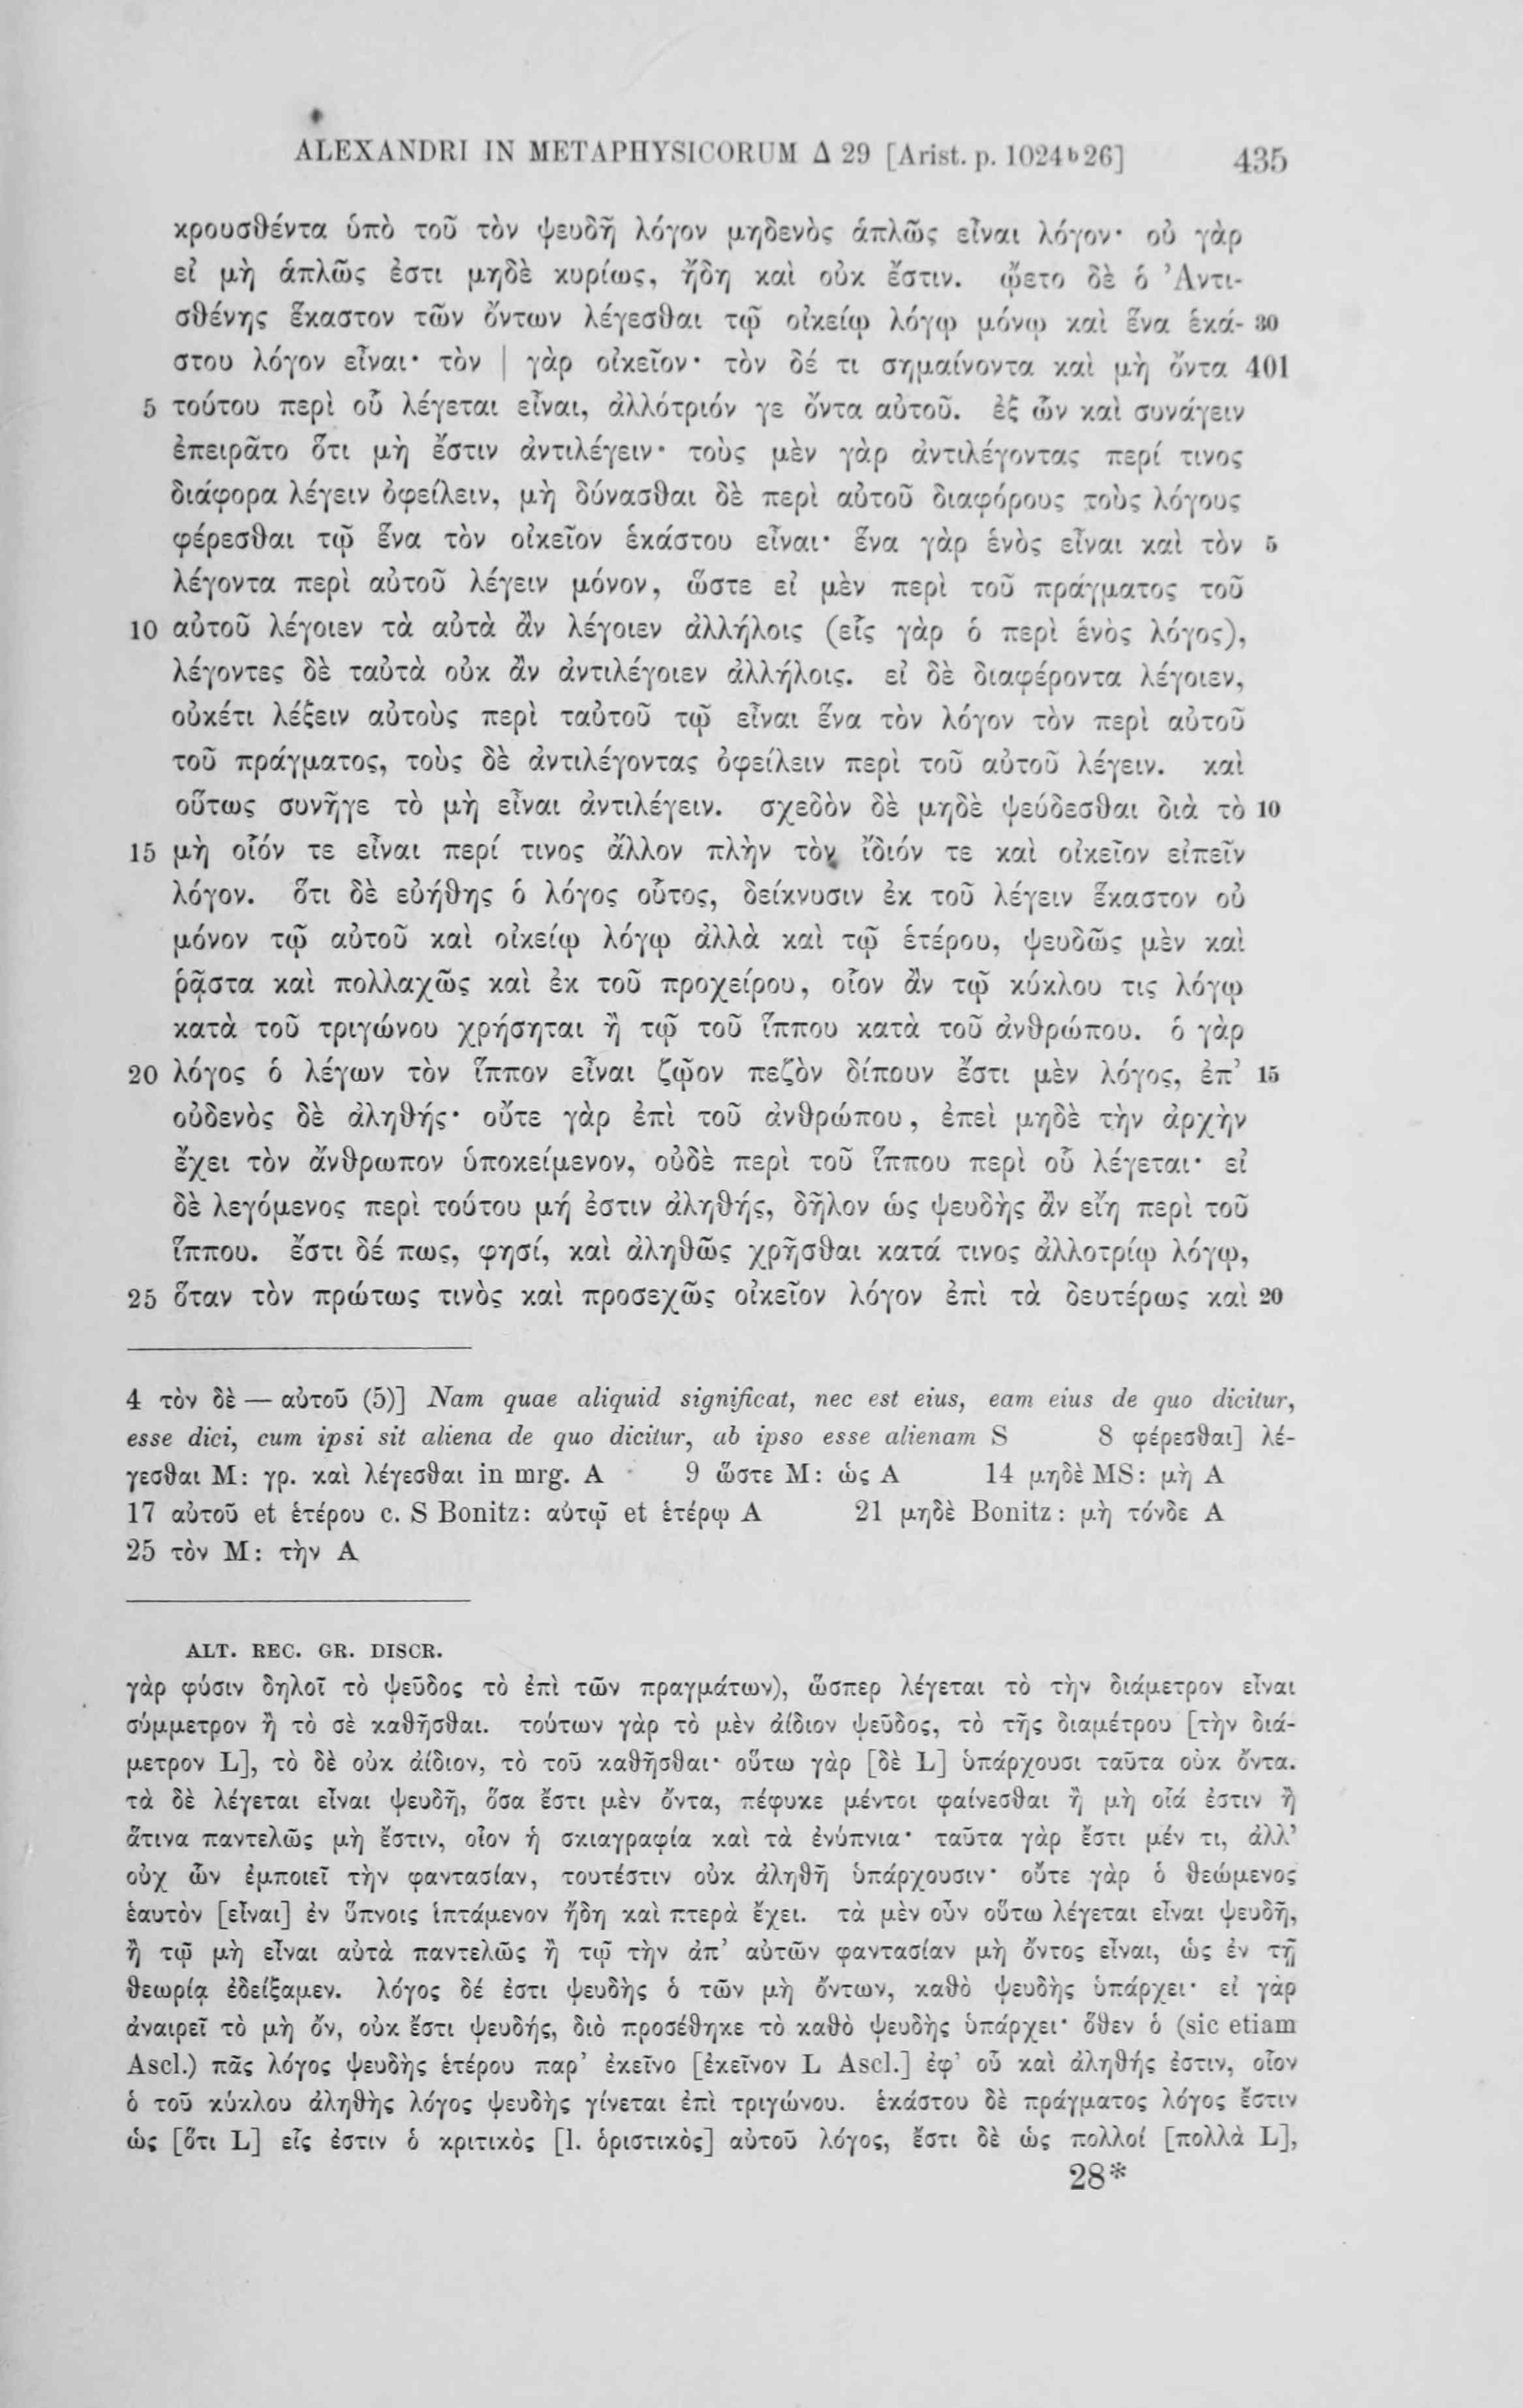 ALEXANDRI IN METAPHYSICORUM Δ 29 [Arist. p. 1024ᵇ26] 435
κρουσθέντα ὑπὸ τοῦ τὸν ψευδῆ λόγον μηδενὸς ἁπλῶς εἶναι λόγον· οὐ γὰρ
εἰ μὴ ἁπλῶς ἐστι μηδὲ κυρίως, ἤδη καὶ οὐκ ἔστιν. ᾤετο δὲ ὁ Ἀντι-
σθένης ἕκαστον τῶν ὄντων λέγεσθαι τῷ οἰκείῳ λόγῳ μόνῳ καὶ ἕνα ἑκά- 30
στου λόγον εἶναι· τὸν | γὰρ οἰκεῖον· τὸν δέ τι σημαίνοντα καὶ μὴ ὄντα 401
5 τούτου περὶ οὗ λέγεται εἶναι, ἀλλότριόν γε ὄντα αὐτοῦ. ἐξ ὧν καὶ συνάγειν
ἐπειρᾶτο ὅτι μὴ ἔστιν ἀντιλέγειν· τοὺς μὲν γὰρ ἀντιλέγοντας περί τινος
διάφορα λέγειν ὀφείλειν, μὴ δύνασθαι δὲ περὶ αὐτοῦ διαφόρους τοὺς λόγους
φέρεσθαι τῷ ἕνα τὸν οἰκεῖον ἑκάστου εἶναι· ἕνα γὰρ ἑνὸς εἶναι καὶ τὸν 5
λέγοντα περὶ αὐτοῦ λέγειν μόνον, ὥστε εἰ μὲν περὶ τοῦ πράγματος τοῦ
10 αὐτοῦ λέγοιεν τὰ αὐτὰ ἂν λέγοιεν ἀλλήλοις (εἷς γὰρ ὁ περὶ ἑνὸς λόγος),
λέγοντες δὲ ταὐτὰ οὐκ ἂν ἀντιλέγοιεν ἀλλήλοις. εἰ δὲ διαφέροντα λέγοιεν,
οὐκέτι λέξειν αὐτοὺς περὶ ταὐτοῦ τῷ εἶναι ἕνα τὸν λόγον τὸν περὶ αὐτοῦ
τοῦ πράγματος, τοὺς δὲ ἀντιλέγοντας ὀφείλειν περὶ τοῦ αὐτοῦ λέγειν. καὶ
οὕτως συνῆγε τὸ μὴ εἶναι ἀντιλέγειν. σχεδὸν δὲ μηδὲ ψεύδεσθαι διὰ τὸ 10
15 μὴ οἷόν τε εἶναι περί τινος ἄλλον πλὴν τὸν ἴδιόν τε καὶ οἰκεῖον εἰπεῖν
λόγον. ὅτι δὲ εὐήθης ὁ λόγος οὗτος, δείκνυσιν ἐκ τοῦ λέγειν ἕκαστον οὐ
μόνον τῷ αὐτοῦ καὶ οἰκείῳ λόγῳ ἀλλὰ καὶ τῷ ἑτέρου, ψευδῶς μὲν καὶ
ῥᾷστα καὶ πολλαχῶς καὶ ἐκ τοῦ προχείρου, οἷον ἂν τῷ κύκλου τις λόγῳ
κατὰ τοῦ τριγώνου χρήσηται ἢ τῷ τοῦ ἵππου κατὰ τοῦ ἀνθρώπου. ὁ γὰρ
20 λόγος ὁ λέγων τὸν ἵππον εἶναι ζῷον πεζὸν δίπουν ἔστι μὲν λόγος, ἐπ' 15
οὐδενὸς δὲ ἀληθής· οὔτε γὰρ ἐπὶ τοῦ ἀνθρώπου, ἐπεὶ μηδὲ τὴν ἀρχὴν
ἔχει τὸν ἄνθρωπον ὑποκείμενον, οὐδὲ περὶ τοῦ ἵππου περὶ οὗ λέγεται· εἰ
δὲ λεγόμενος περὶ τούτου μή ἐστιν ἀληθής, δῆλον ὡς ψευδὴς ἂν εἴη περὶ τοῦ
ἵππου. ἔστι δέ πως, φησί, καὶ ἀληθῶς χρῆσθαι κατά τινος ἀλλοτρίῳ λόγῳ,
25 ὅταν τὸν πρώτως τινὸς καὶ προσεχῶς οἰκεῖον λόγον ἐπὶ τὰ δευτέρως καὶ 20
4 τὸν δὲ — αὐτοῦ (5)] Nam quae aliquid significat, nec est eius, eam eius de quo dicitur,
esse dici, cum ipsi sit aliena de quo dicitur, ab ipso esse alienam S 8 φέρεσθαι] λέ-
γεσθαι M: γρ. καὶ λέγεσθαι in mrg. A 9 ὥστε M: ὡς A 14 μηδὲ MS: μὴ A
17 αὐτοῦ et ἑτέρου c. S Bonitz: αὐτῷ et ἑτέρῳ A 21 μηδὲ Bonitz: μὴ τόνδε A
25 τὸν M: τὴν A
ALT. REC. GR. DISCR.
γὰρ φύσιν δηλοῖ τὸ ψεῦδος τὸ ἐπὶ τῶν πραγμάτων), ὥσπερ λέγεται τὸ τὴν διάμετρον εἶναι
σύμμετρον ἢ τὸ σὲ καθῆσθαι. τούτων γὰρ τὸ μὲν ἀίδιον ψεῦδος, τὸ τῆς διαμέτρου [τὴν διά-
μετρον L], τὸ δὲ οὐκ ἀίδιον, τὸ τοῦ καθῆσθαι· οὕτω γὰρ [δὲ L] ὑπάρχουσι ταῦτα οὐκ ὄντα.
τὰ δὲ λέγεται εἶναι ψευδῆ, ὅσα ἔστι μὲν ὄντα, πέφυκε μέντοι φαίνεσθαι ἢ μὴ οἷά ἐστιν ἢ
ἅτινα παντελῶς μὴ ἔστιν, οἷον ἡ σκιαγραφία καὶ τὰ ἐνύπνια· ταῦτα γὰρ ἔστι μέν τι, ἀλλ'
οὐχ ὧν ἐμποιεῖ τὴν φαντασίαν, τουτέστιν οὐκ ἀληθῆ ὑπάρχουσιν· οὔτε γὰρ ὁ θεώμενος
ἑαυτὸν [εἶναι] ἐν ὕπνοις ἱπτάμενον ἤδη καὶ πτερὰ ἔχει. τὰ μὲν οὖν οὕτω λέγεται εἶναι ψευδῆ,
ἢ τῷ μὴ εἶναι αὐτὰ παντελῶς ἢ τῷ τὴν ἀπ' αὐτῶν φαντασίαν μὴ ὄντος εἶναι, ὡς ἐν τῇ
θεωρίᾳ ἐδείξαμεν. λόγος δέ ἐστι ψευδὴς ὁ τῶν μὴ ὄντων, καθὸ ψευδὴς ὑπάρχει· εἰ γὰρ
ἀναιρεῖ τὸ μὴ ὄν, οὐκ ἔστι ψευδής, διὸ προσέθηκε τὸ καθὸ ψευδὴς ὑπάρχει· ὅθεν ὁ (sic etiam
Ascl.) πᾶς λόγος ψευδὴς ἑτέρου παρ' ἐκεῖνο [ἐκεῖνον L Ascl.] ἐφ' οὗ καὶ ἀληθής ἐστιν, οἷον
ὁ τοῦ κύκλου ἀληθὴς λόγος ψευδὴς γίνεται ἐπὶ τριγώνου. ἑκάστου δὲ πράγματος λόγος ἔστιν
ὡς [ὅτι L] εἷς ἐστιν ὁ κριτικὸς [l. ὁριστικὸς] αὐτοῦ λόγος, ἔστι δὲ ὡς πολλοί [πολλὰ L],
28*